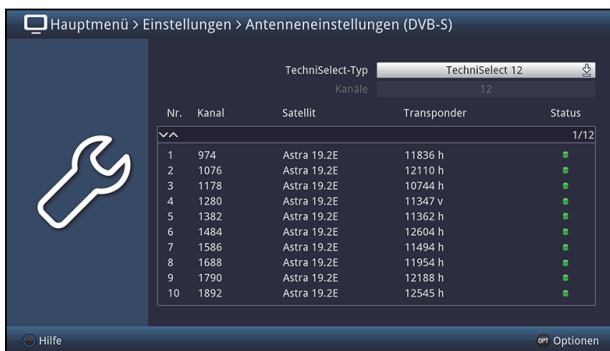 Hauptmenü > Einstellungen > Antenneneinstellungen (DVB-S)
TechniSelect-Typ TechniSelect 12
Kanäle 12
Nr. Kanal Satellit Transponder Status
1/12
1 974 Astra 19.2E 11836 h
2 1076 Astra 19.2E 12110 h
3 1178 Astra 19.2E 10744 h
4 1280 Astra 19.2E 11347 v
5 1382 Astra 19.2E 11362 h
6 1484 Astra 19.2E 12604 h
7 1586 Astra 19.2E 11494 h
8 1688 Astra 19.2E 11954 h
9 1790 Astra 19.2E 12188 h
10 1892 Astra 19.2E 12545 h
Hilfe OPT Optionen